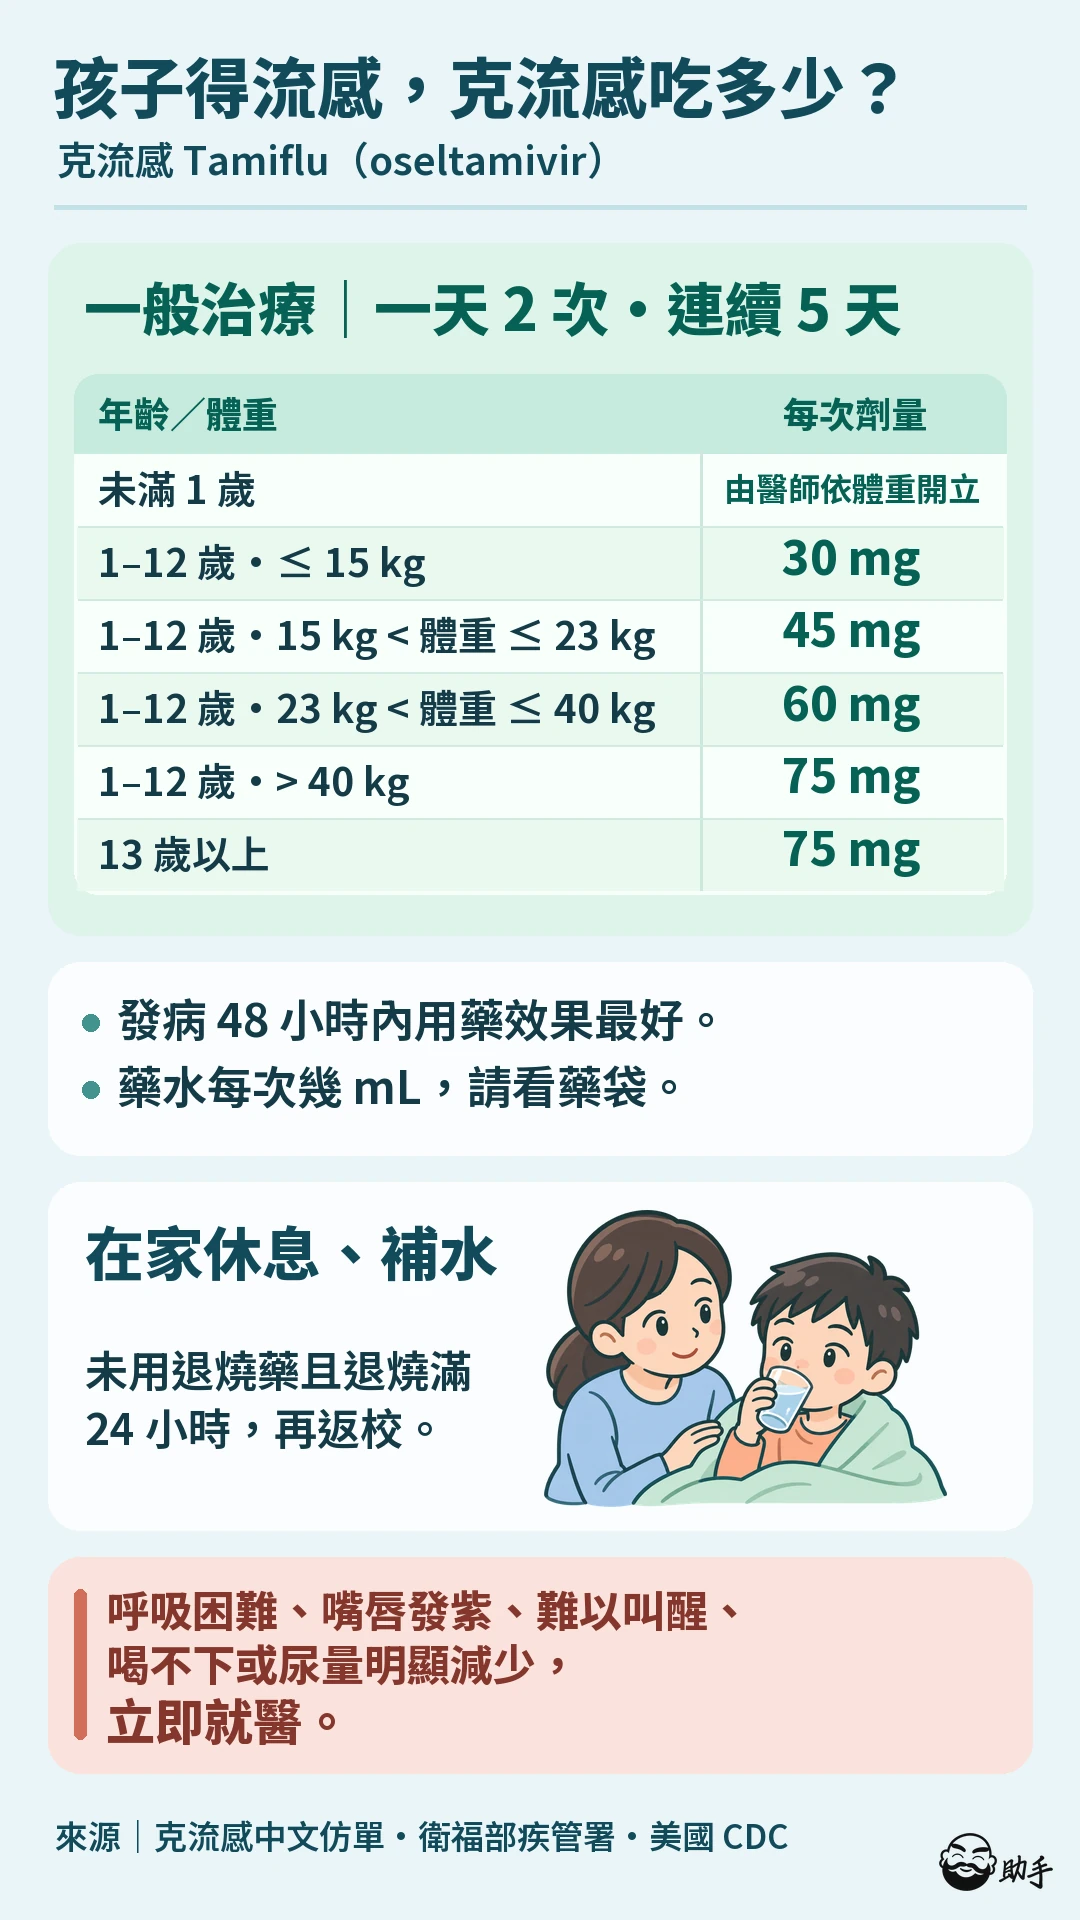 孩子得流感，克流感吃多少？
克流感 Tamiflu（oseltamivir）
一般治療｜一天 2 次・連續 5 天
年齡／體重
每次劑量
未滿 1 歲
由醫師依體重開立
1–12 歲・≤ 15 kg
30 mg
1–12 歲・15 kg < 體重 ≤ 23 kg
45 mg
1–12 歲・23 kg < 體重 ≤ 40 kg
60 mg
1–12 歲・> 40 kg
75 mg
13 歲以上
75 mg
• 發病 48 小時內用藥效果最好。
• 藥水每次幾 mL，請看藥袋。
在家休息、補水
未用退燒藥且退燒滿
24 小時，再返校。
呼吸困難、嘴唇發紫、難以叫醒、
喝不下或尿量明顯減少，
立即就醫。
來源｜克流感中文仿單・衛福部疾管署・美國 CDC
助手